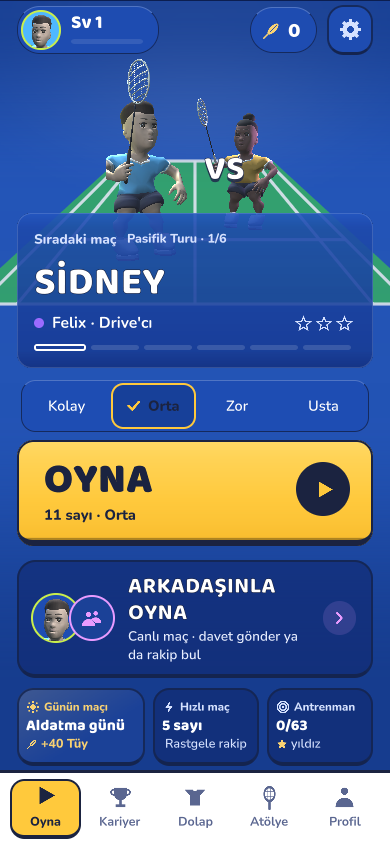 Sv 1
0
VS
Sıradaki maç Pasifik Turu · 1/6
SİDNEY
Felix · Drive'cı
Kolay
Orta
Zor
Usta
OYNA
11 sayı · Orta
ARKADAŞINLA
OYNA
Canlı maç · davet gönder ya
da rakip bul
Günün maçı
Aldatma günü
+40 Tüy
Hızlı maç
5 sayı
Rastgele rakip
Antrenman
0/63
yıldız
Oyna
Kariyer
Dolap
Atölye
Profil